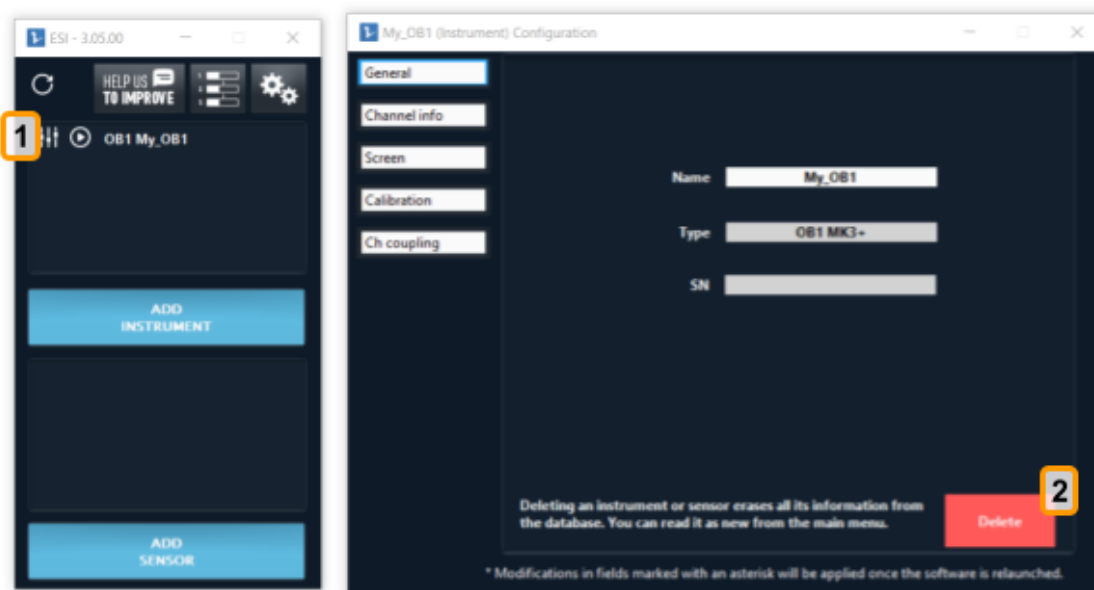 ESI - 3.05.00
HELP US
TO IMPROVE
1
OB1 My_OB1
ADD
INSTRUMENT
ADD
SENSOR
My_OB1 (Instrument) Configuration
General
Channel info
Screen
Calibration
Ch coupling
Name My_OB1
Type OB1 MK3+
SN
Deleting an instrument or sensor erases all its information from
the database. You can read it as new from the main menu.
Delete
2
* Modifications in fields marked with an asterisk will be applied once the software is relaunched.